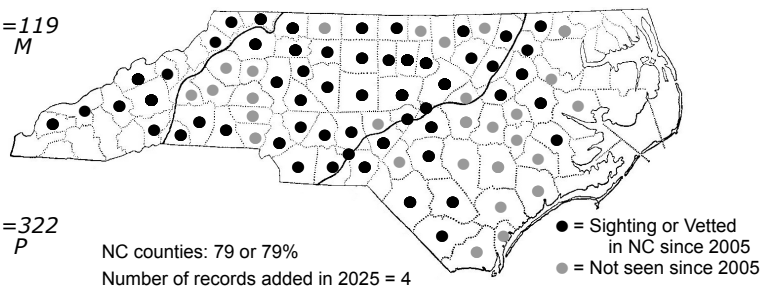 =119
M
=322
P
NC counties: 79 or 79%
Number of records added in 2025 = 4
= Sighting or Vetted
in NC since 2005
= Not seen since 2005